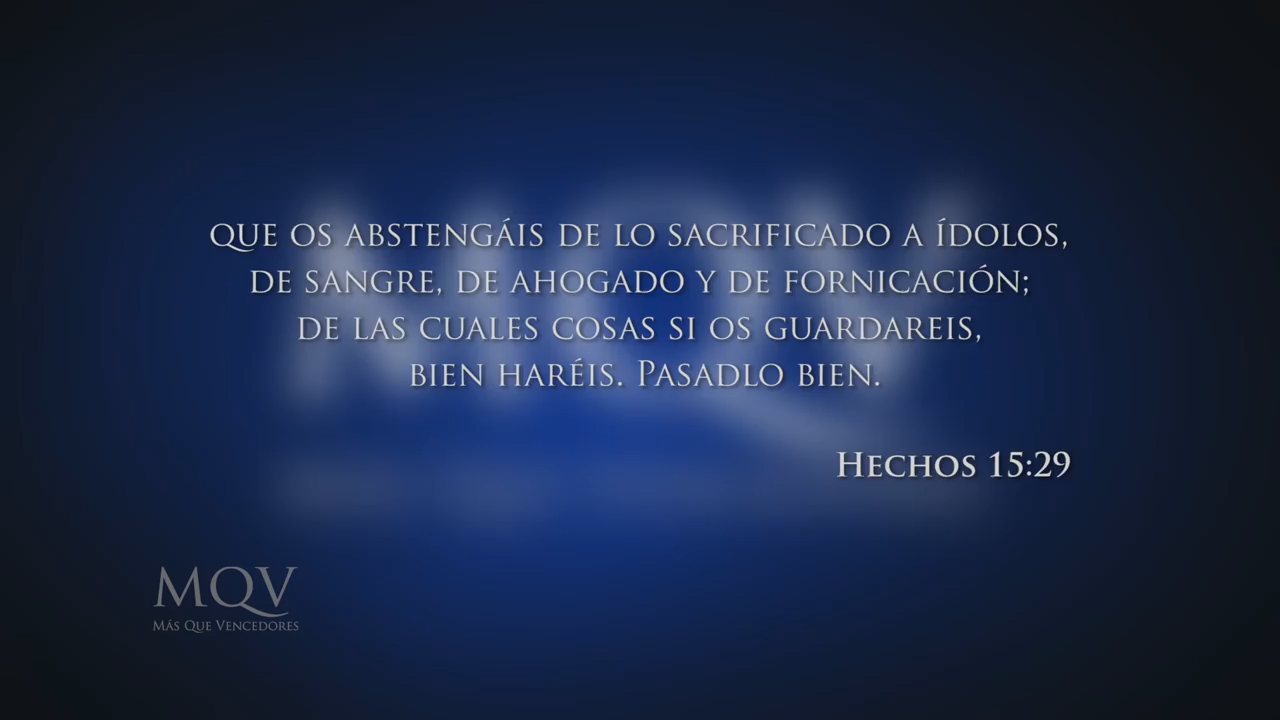 que os abstengáis de lo sacrificado a ídolos,
de sangre, de ahogado y de fornicación;
de las cuales cosas si os guardareis,
bien haréis. Pasadlo bien.
Hechos 15:29
MQV
Más Que Vencedores